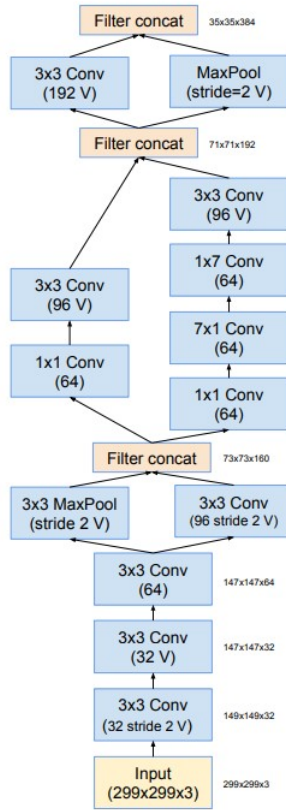 Filter concat
35x35x384
3x3 Conv
(192 V)
MaxPool
(stride=2 V)
Filter concat
71x71x192
3x3 Conv
(96 V)
1x7 Conv
(64)
3x3 Conv
(96 V)
7x1 Conv
(64)
1x1 Conv
(64)
1x1 Conv
(64)
Filter concat
73x73x160
3x3 MaxPool
(stride 2 V)
3x3 Conv
(96 stride 2 V)
3x3 Conv
(64)
147x147x64
3x3 Conv
(32 V)
147x147x32
3x3 Conv
(32 stride 2 V)
149x149x32
Input
(299x299x3)
299x299x3